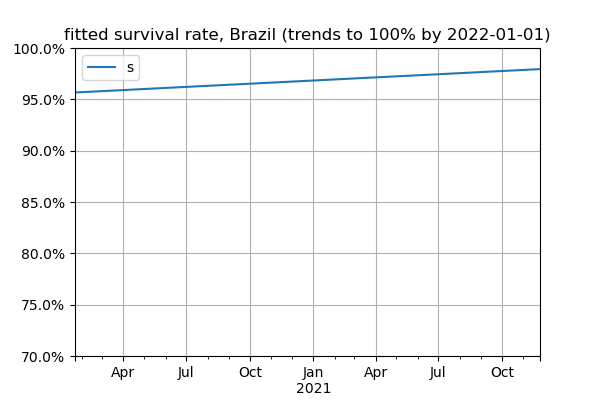 fitted survival rate, Brazil (trends to 100% by 2022-01-01)
100.0%
s
95.0%
90.0%
85.0%
80.0%
75.0%
70.0%
Apr Jul Oct Jan Apr Jul Oct
2021